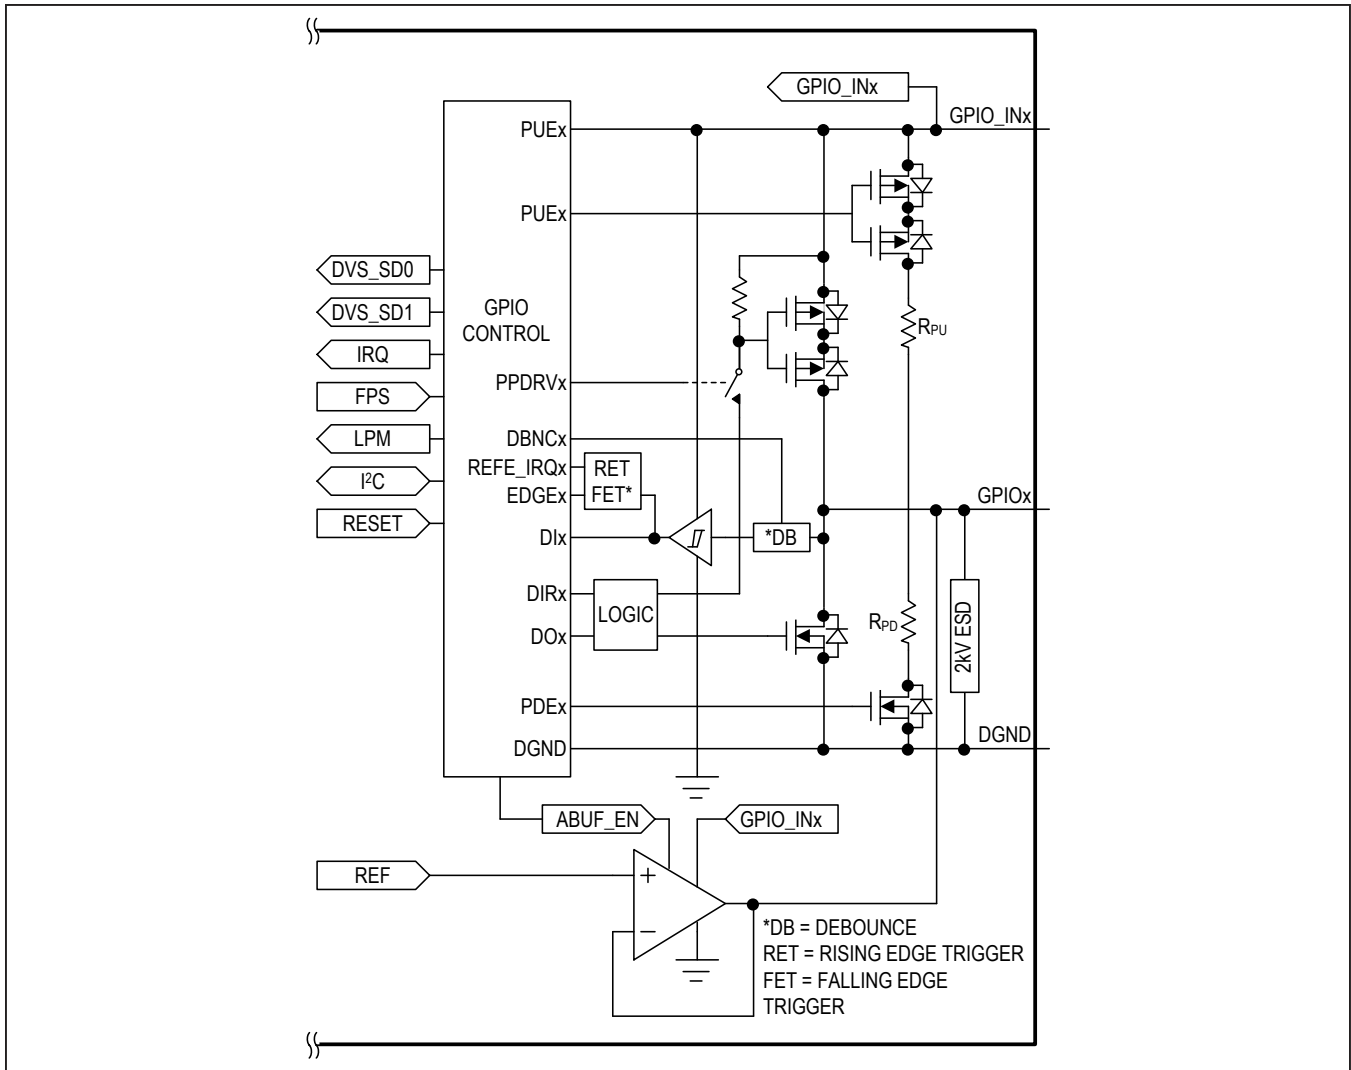 GPIO_INx
GPIO_INx
PUEx
PUEx
DVS_SD0
DVS_SD1
IRQ
FPS
LPM
I²C
RESET
GPIO
CONTROL
RPU
PPDRVx
DBNCx
REFE_IRQx
EDGEx
RET
FET*
GPIOx
DIx
*DB
DIRx
DOx
LOGIC
RPD
2kV ESD
PDEx
DGND
DGND
ABUF_EN
GPIO_INx
REF
+
−
*DB = DEBOUNCE
RET = RISING EDGE TRIGGER
FET = FALLING EDGE
TRIGGER